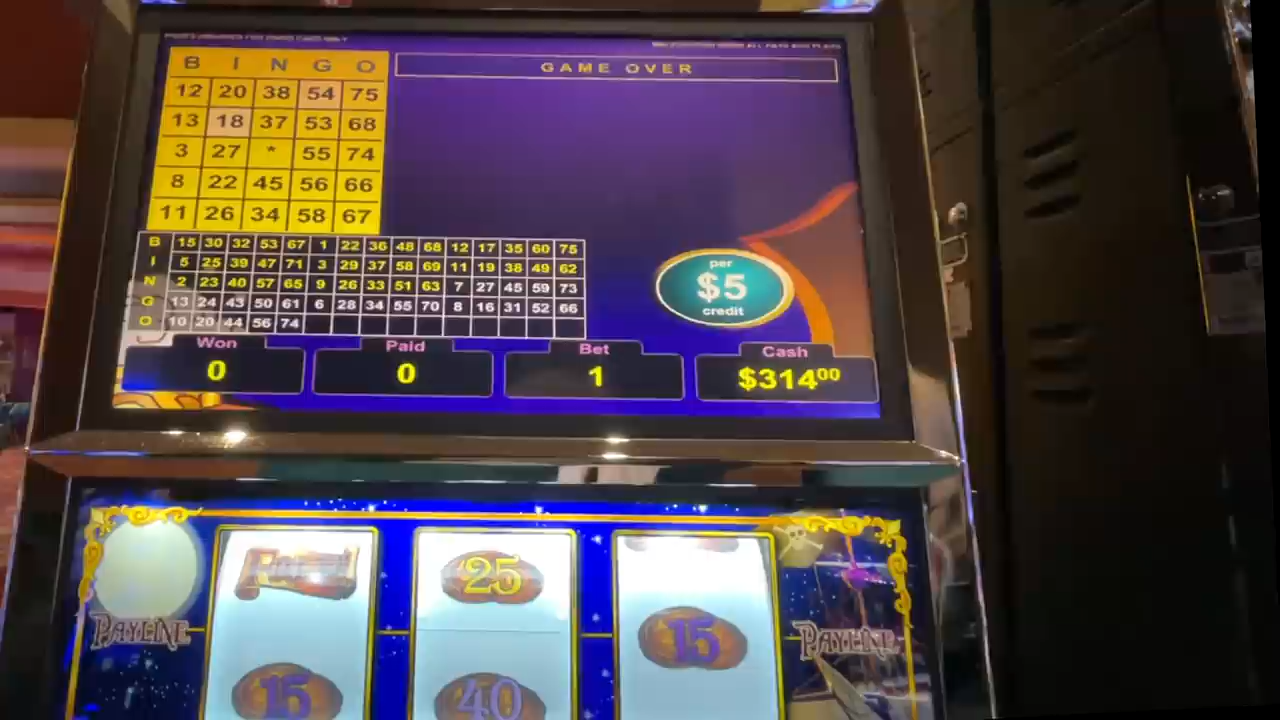 B I N G O
GAME OVER
12 20 38 54 75
13 18 37 53 68
3 27 * 55 74
8 22 45 56 66
11 26 34 58 67
B 15 30 32 53 67 1 22 36 48 68 12 17 35 60 75
I 5 25 39 47 71 3 29 37 58 69 11 19 38 49 62
N 2 23 40 57 65 9 26 33 51 63 7 27 45 59 73
G 13 24 43 50 61 6 28 34 55 70 8 16 31 52 66
O 10 20 44 56 74
per
$5
credit
Won Paid Bet Cash
0 0 1 $31400
25
PAYLINE 15 PAYLINE
15 40